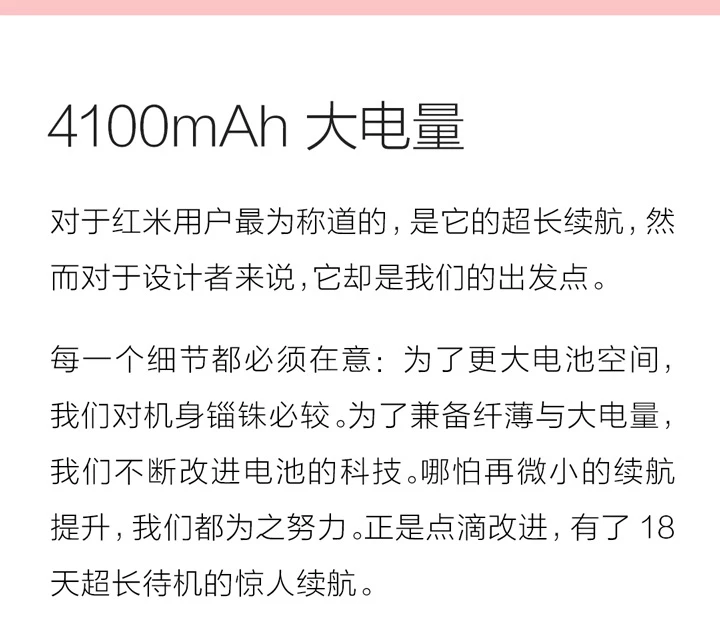 4100mAh 大电量
对于红米用户最为称道的，是它的超长续航，然
而对于设计者来说，它却是我们的出发点。
每一个细节都必须在意：为了更大电池空间，
我们对机身锱铢必较。为了兼备纤薄与大电量，
我们不断改进电池的科技。哪怕再微小的续航
提升，我们都为之努力。正是点滴改进，有了 18
天超长待机的惊人续航。